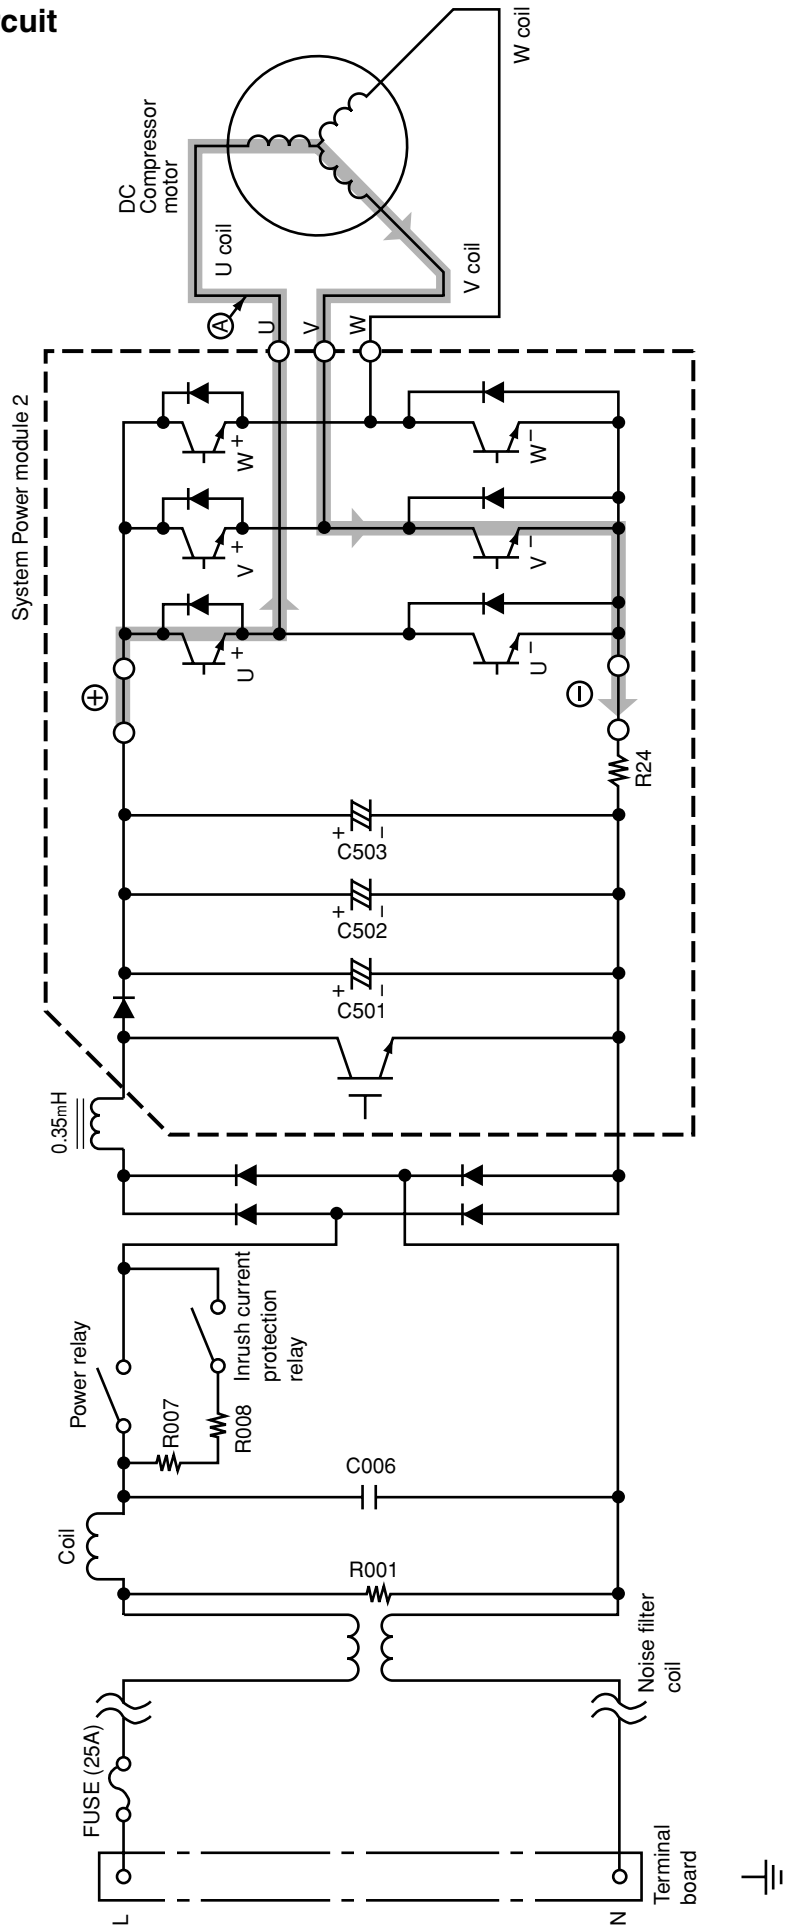 cuit
W coil
DC
Compressor
motor
U coil
V coil
A
U
V
W
System Power module 2
W +
W −
V +
V −
U +
U −
+
−
R24
+ −
C503
+ −
C502
+ −
C501
0.35mH
Power relay
Inrush current
protection
relay
R007
R008
C006
Coil
R001
Noise filter
coil
FUSE (25A)
Terminal
board
L
N